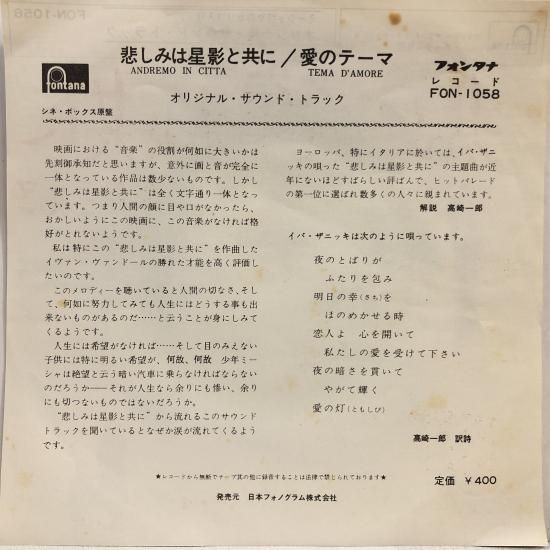 悲しみは星影と共に／愛のテーマ
ANDREMO IN CITTA TEMA D'AMORE
オリジナル・サウンド・トラック
fontana
シネ・ボックス原盤
フォンタナ
レコード
FON-1058
映画における“音楽”の役割が何如に大きいかは
先刻御承知だと思いますが、意外に画と音が完全に
一体となっている作品は数少ないものです。しかし
“悲しみは星影と共に”は全く文字通り一体となっ
ています。つまり人間の顔に目や口がなかったら、
おかしいようにこの映画に、この音楽がなければ格
好がとれないようです。
私は特にこの“悲しみは星影と共に”を作曲した
イヴァン・ヴァンドールの勝れた才能を高く評価し
たいのです。
このメロディーを聴いていると人間の切なさ、そし
て、何如に努力してみても人生にはどうする事も出
来ないものがあるのだ……と云うことが身にしみて
くるようです。
人生には希望がなければ……そして目のみえない
子供には特に明るい希望が、何故、何故 少年ミー
シャは絶望と云う暗い汽車に乗らなければならない
のだろうか――それが人生なら余りにも惨い、余り
にも切つないものではないだろうか。
“悲しみは星影と共に”から流れるこのサウンド
トラックを聞いているとなぜか涙が流れてくるよう
です。
ヨーロッパ、特にイタリアに於いては、イバ・ザニ
ッキの唄った“悲しみは星影と共に”の主題曲が近
年にないほどすばらしい評ばんで、ヒットパレード
の第一位に選ばれ数多くの人々に親まれています。
解説 高崎一郎
イバ・ザニッキは次のように唄っています。
夜のとばりが
ふたりを包み
明日の幸(さち)を
ほのめかせる時
恋人よ 心を開いて
私たしの愛を受けて下さい
夜の暗さを貫いて
やがて輝く
愛の灯(ともしび)
高崎一郎 訳詩
★レコードから無断でテープ其の他に録音することは法律で禁じられております★
発売元 日本フォノグラム株式会社
定価 ￥400